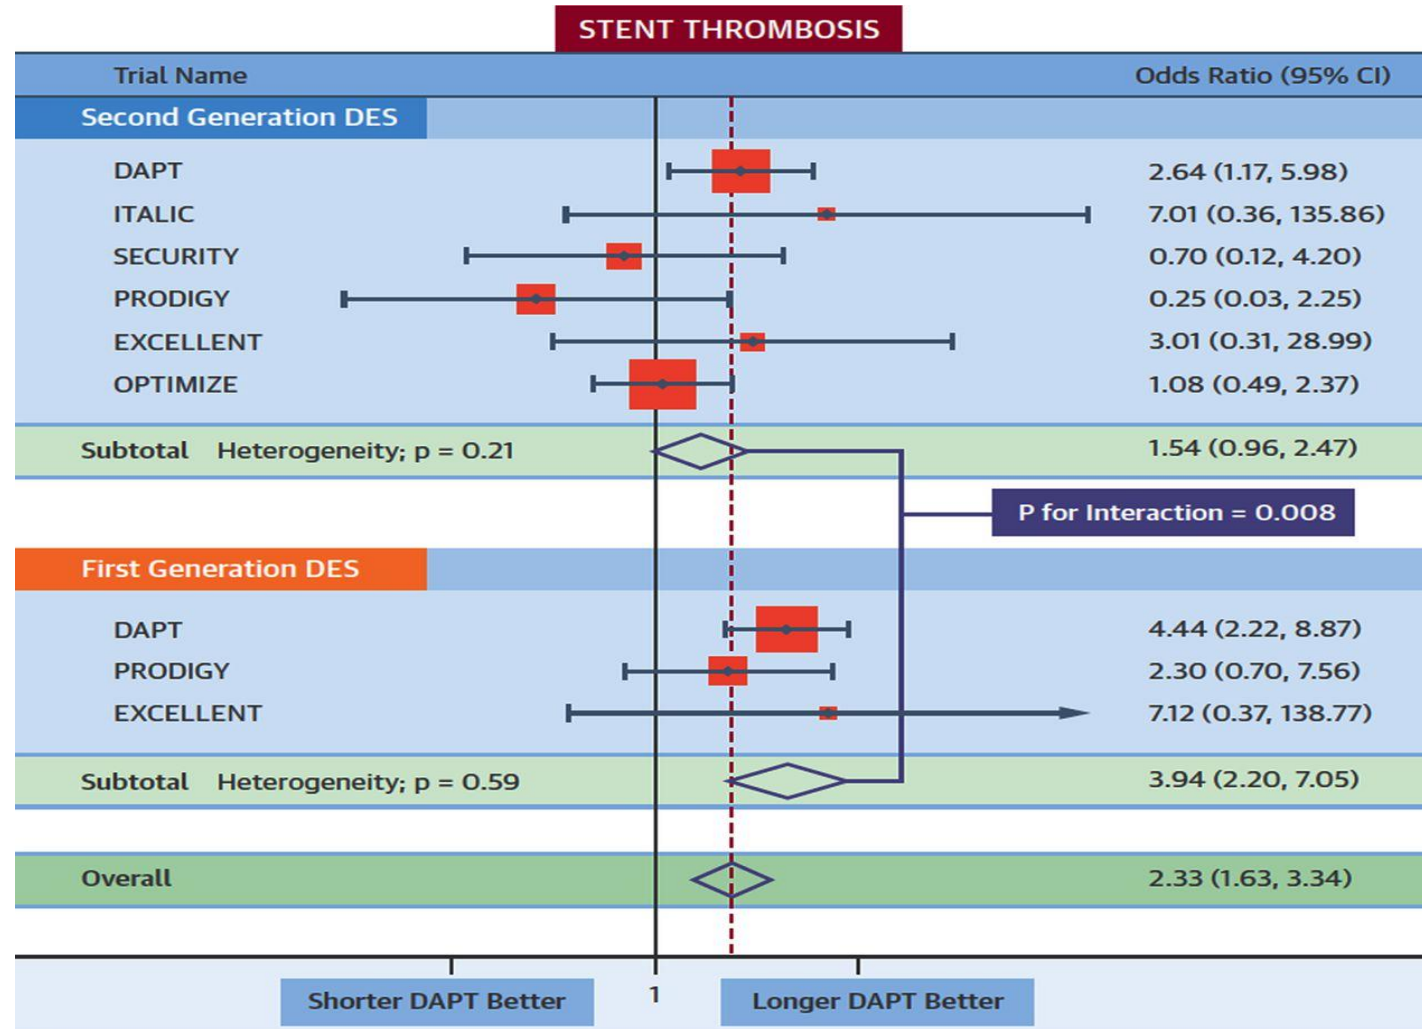 STENT THROMBOSIS
Trial Name Odds Ratio (95% CI)
Second Generation DES
DAPT 2.64 (1.17, 5.98)
ITALIC 7.01 (0.36, 135.86)
SECURITY 0.70 (0.12, 4.20)
PRODIGY 0.25 (0.03, 2.25)
EXCELLENT 3.01 (0.31, 28.99)
OPTIMIZE 1.08 (0.49, 2.37)
Subtotal Heterogeneity; p = 0.21 1.54 (0.96, 2.47)
P for Interaction = 0.008
First Generation DES
DAPT 4.44 (2.22, 8.87)
PRODIGY 2.30 (0.70, 7.56)
EXCELLENT 7.12 (0.37, 138.77)
Subtotal Heterogeneity; p = 0.59 3.94 (2.20, 7.05)
Overall 2.33 (1.63, 3.34)
Shorter DAPT Better 1 Longer DAPT Better